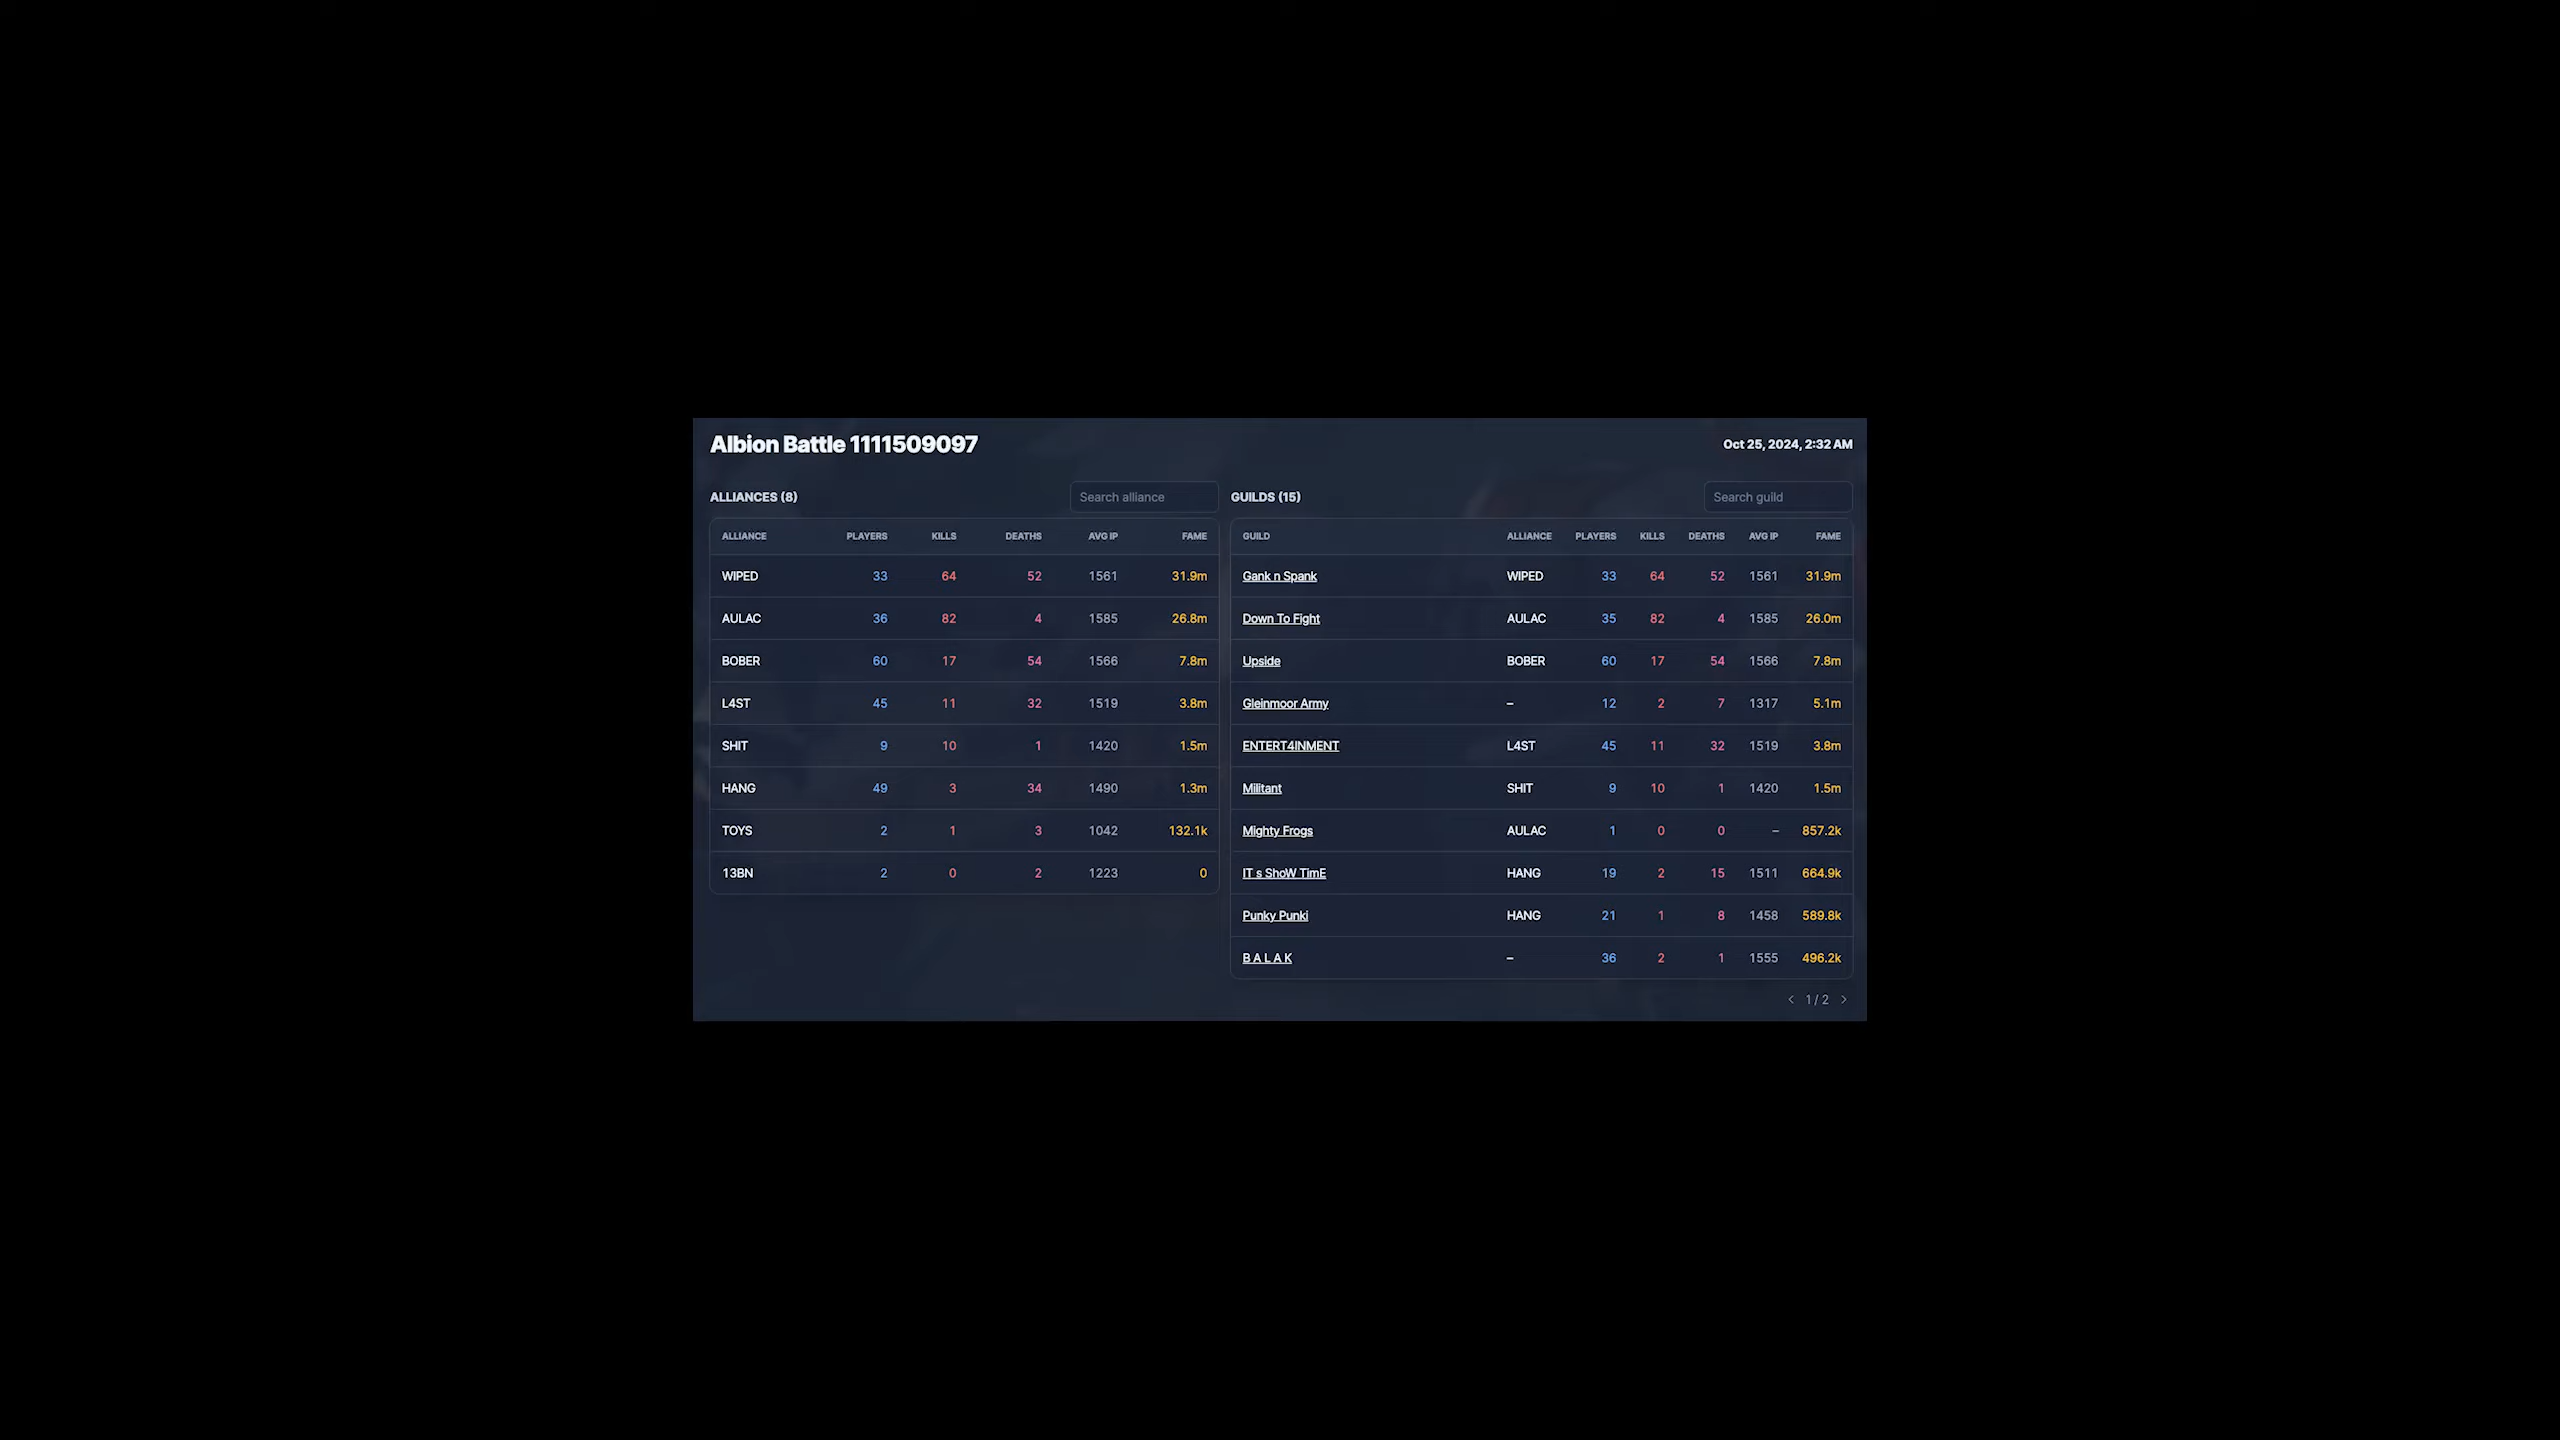 Albion Battle 1111509097
Oct 25, 2024, 2:32 AM
ALLIANCES (8)
Search alliance
ALLIANCE PLAYERS KILLS DEATHS AVG IP FAME
WIPED 33 64 52 1561 31.9m
AULAC 36 82 4 1585 26.8m
BOBER 60 17 54 1566 7.8m
L4ST 45 11 32 1519 3.8m
SHIT 9 10 1 1420 1.5m
HANG 49 3 34 1490 1.3m
TOYS 2 1 3 1042 132.1k
13BN 2 0 2 1223 0
GUILDS (15)
Search guild
GUILD ALLIANCE PLAYERS KILLS DEATHS AVG IP FAME
Gank n Spank WIPED 33 64 52 1561 31.9m
Down To Fight AULAC 35 82 4 1585 26.0m
Upside BOBER 60 17 54 1566 7.8m
Gleinmoor Army – 12 2 7 1317 5.1m
ENTERT4INMENT L4ST 45 11 32 1519 3.8m
Militant SHIT 9 10 1 1420 1.5m
Mighty Frogs AULAC 1 0 0 – 857.2k
IT s ShoW TimE HANG 19 2 15 1511 664.9k
Punky Punki HANG 21 1 8 1458 589.8k
B A L A K – 36 2 1 1555 496.2k
< 1 / 2 >